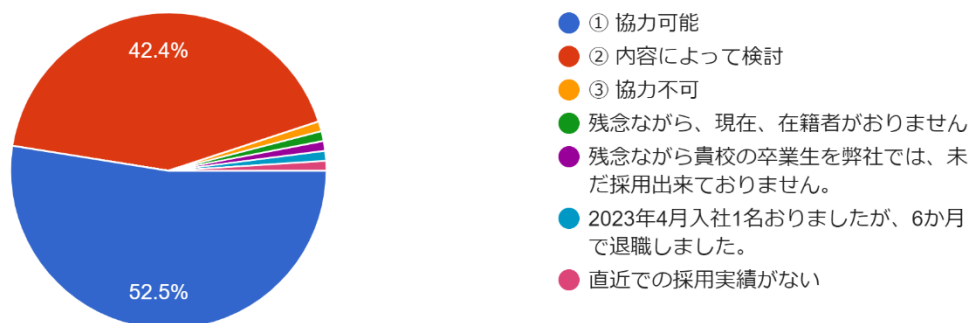 42.4%
52.5%
① 協力可能
② 内容によって検討
③ 協力不可
残念ながら、現在、在籍者がおりません
残念ながら貴校の卒業生を弊社では、未
だ採用出来ておりません。
2023年4月入社1名おりましたが、6か月
で退職しました。
直近での採用実績がない